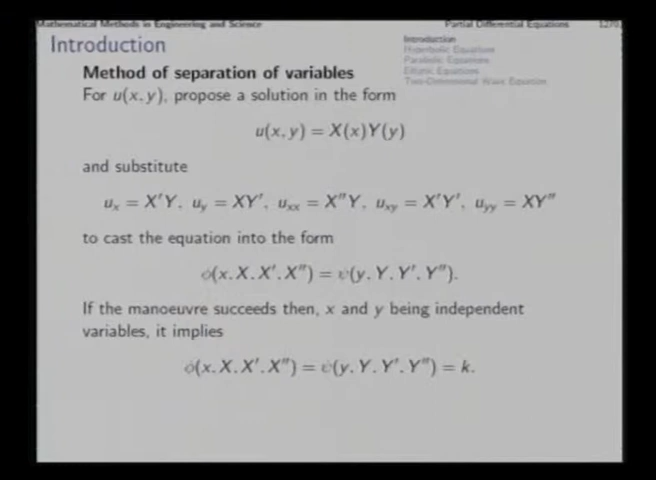 Mathematical Methods in Engineering and Science Partial Differential Equations
Introduction
Introduction
Hyperbolic Equations
Parabolic Equations
Elliptic Equations
Two-Dimensional Wave Equation
Method of separation of variables
For u(x, y), propose a solution in the form
u(x, y) = X(x)Y(y)
and substitute
u_x = X′Y, u_y = XY′, u_xx = X″Y, u_xy = X′Y′, u_yy = XY″
to cast the equation into the form
ϕ(x, X, X′, X″) = ψ(y, Y, Y′, Y″).
If the manoeuvre succeeds then, x and y being independent
variables, it implies
ϕ(x, X, X′, X″) = ψ(y, Y, Y′, Y″) = k.